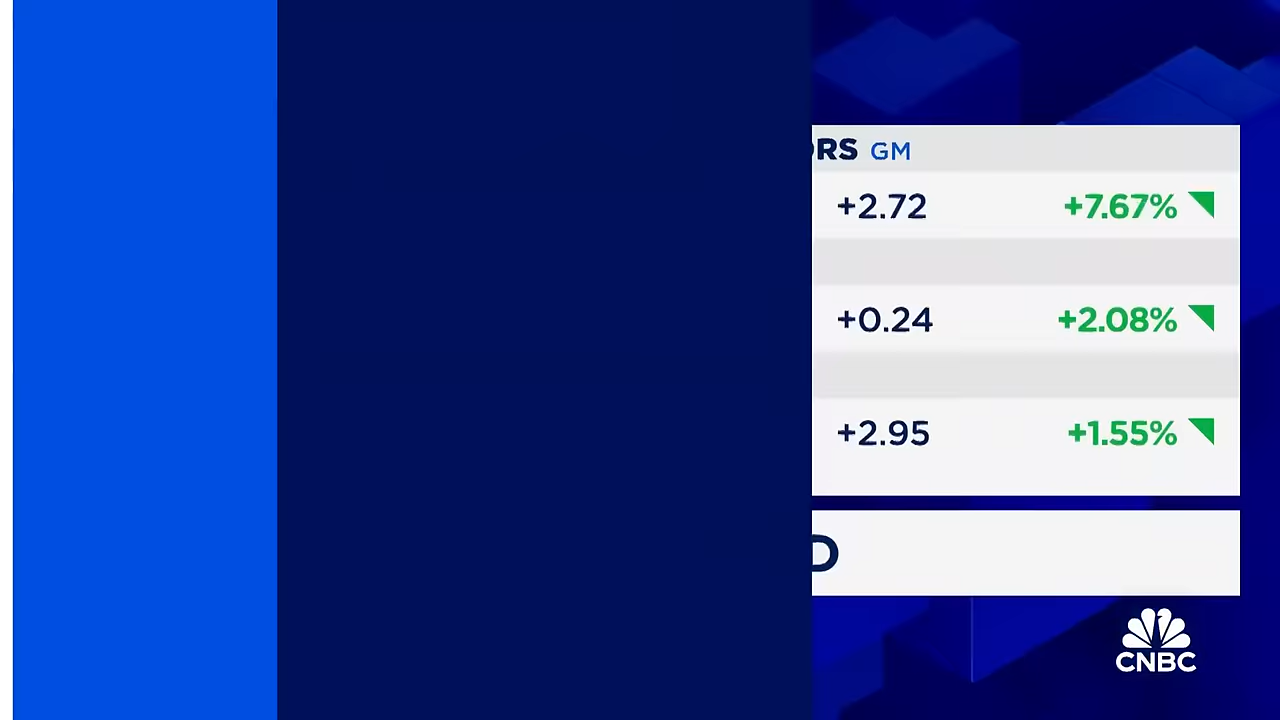 RS GM
+2.72 +7.67%
+0.24 +2.08%
+2.95 +1.55%
D
CNBC